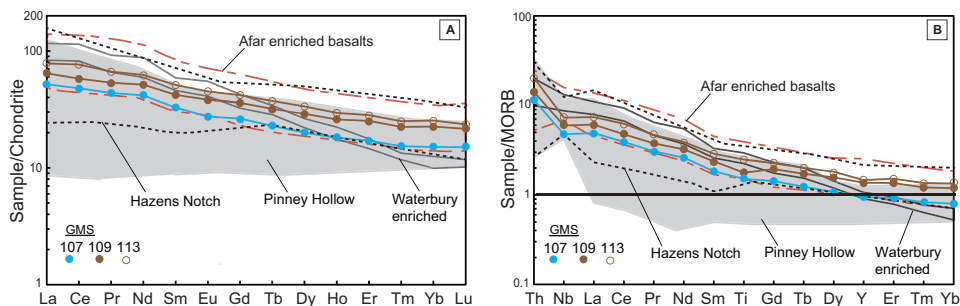 A
200
100
10
1
Sample/Chondrite
Afar enriched basalts
Hazens Notch
Pinney Hollow
Waterbury
enriched
GMS
107 109 113
La Ce Pr Nd Sm Eu Gd Tb Dy Ho Er Tm Yb Lu
B
100
10
1
0.1
Sample/MORB
Afar enriched basalts
Hazens Notch
Pinney Hollow
Waterbury
enriched
GMS
107 109 113
Th Nb La Ce Pr Nd Sm Ti Gd Tb Dy Y Er Tm Yb